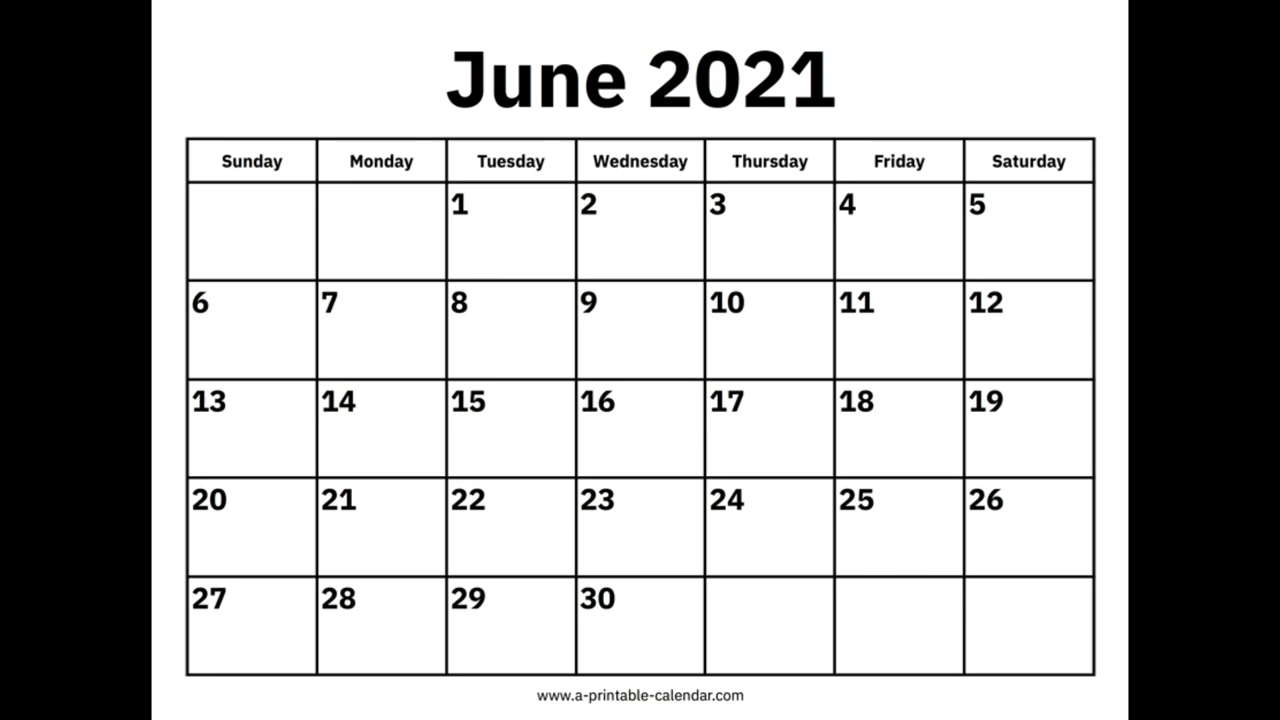 June 2021
Sunday Monday Tuesday Wednesday Thursday Friday Saturday
1 2 3 4 5
6 7 8 9 10 11 12
13 14 15 16 17 18 19
20 21 22 23 24 25 26
27 28 29 30
www.a-printable-calendar.com